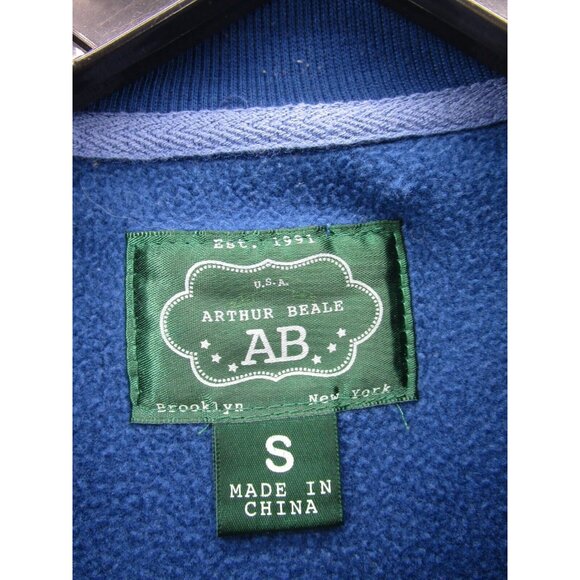 Est. 1991
U.S.A.
ARTHUR BEALE
AB
Brooklyn New York
S
MADE IN
CHINA